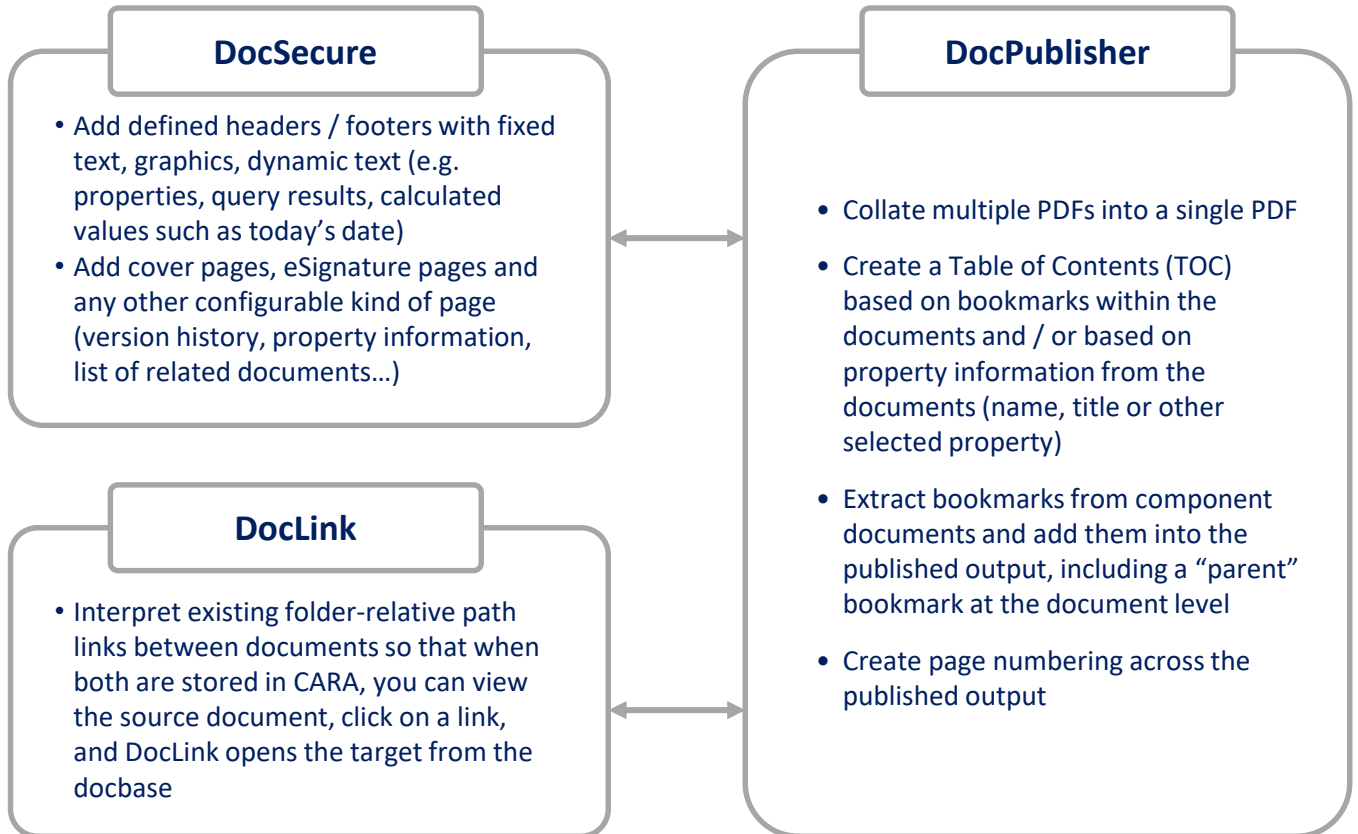 DocSecure
• Add defined headers / footers with fixed
text, graphics, dynamic text (e.g.
properties, query results, calculated
values such as today’s date)
• Add cover pages, eSignature pages and
any other configurable kind of page
(version history, property information,
list of related documents…)
DocLink
• Interpret existing folder-relative path
links between documents so that when
both are stored in CARA, you can view
the source document, click on a link,
and DocLink opens the target from the
docbase
DocPublisher
• Collate multiple PDFs into a single PDF
• Create a Table of Contents (TOC)
based on bookmarks within the
documents and / or based on
property information from the
documents (name, title or other
selected property)
• Extract bookmarks from component
documents and add them into the
published output, including a “parent”
bookmark at the document level
• Create page numbering across the
published output